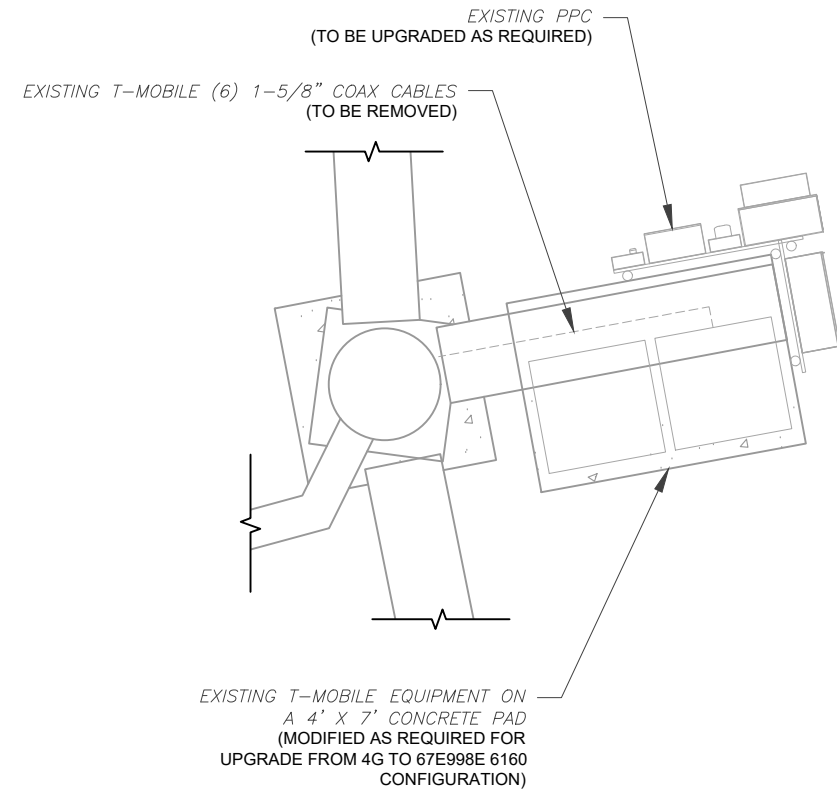 EXISTING PPC
(TO BE UPGRADED AS REQUIRED)
EXISTING T-MOBILE (6) 1-5/8" COAX CABLES
(TO BE REMOVED)
EXISTING T-MOBILE EQUIPMENT ON
A 4' X 7' CONCRETE PAD
(MODIFIED AS REQUIRED FOR
UPGRADE FROM 4G TO 67E998E 6160
CONFIGURATION)